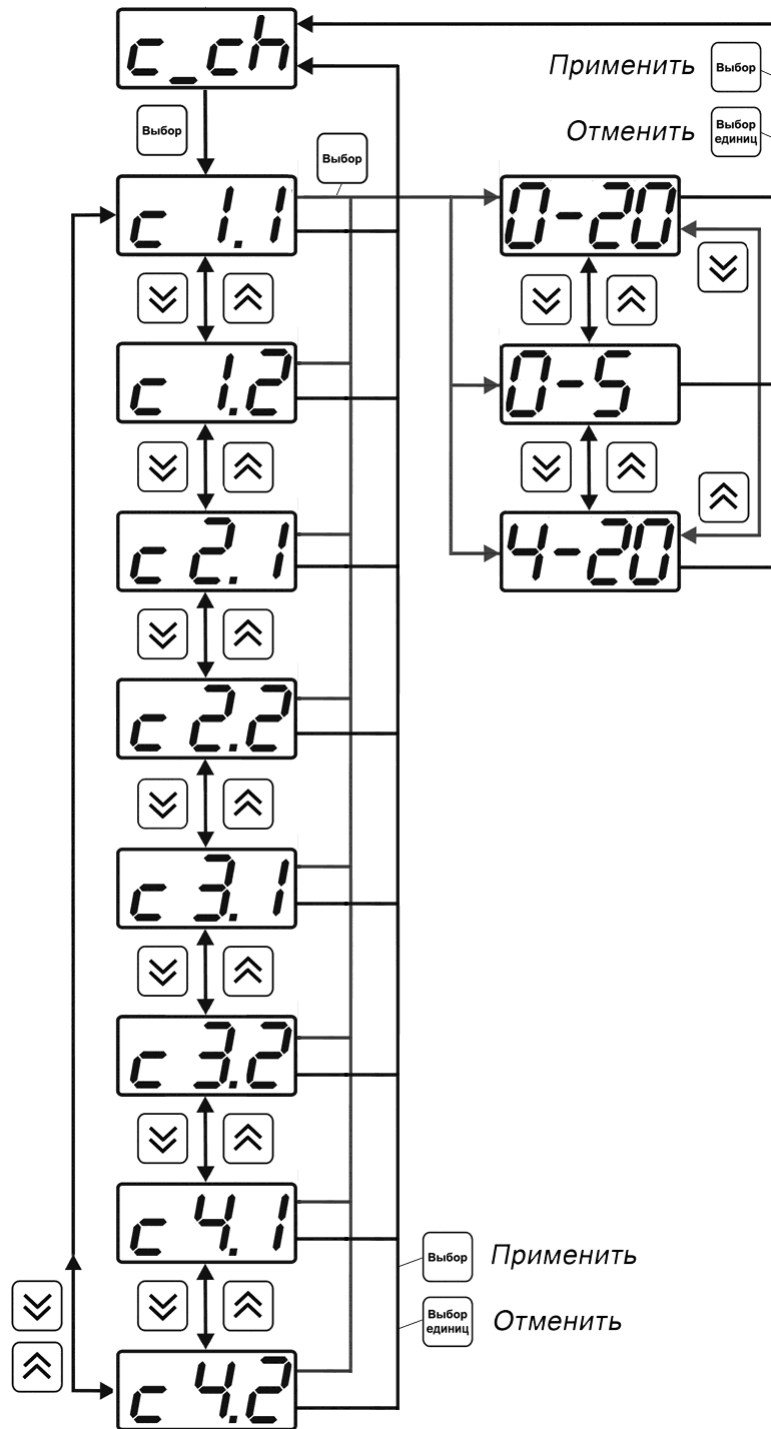 c_ch
Применить Выбор
Отменить Выбор единиц
Выбор
Выбор
c 1.1
0-20
c 1.2
0-5
c 2.1
4-20
c 2.2
c 3.1
c 3.2
c 4.1
Выбор Применить
Выбор единиц Отменить
c 4.2